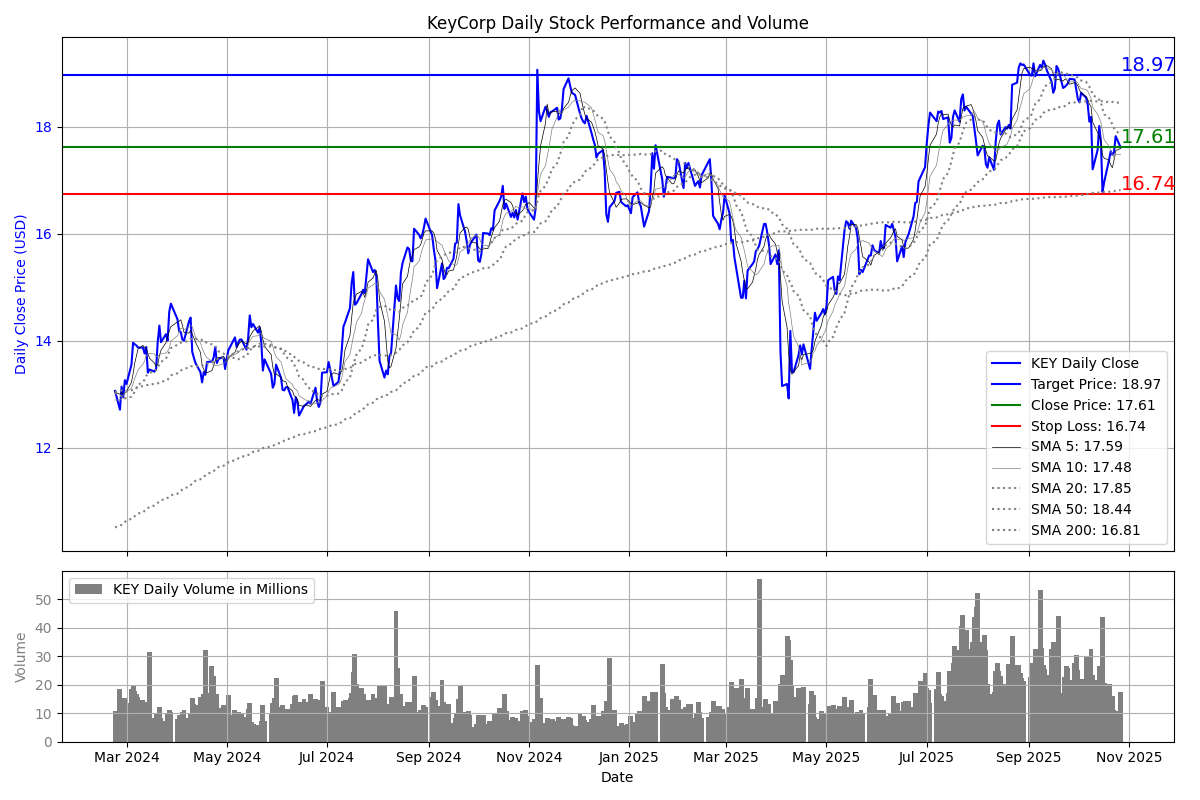 KeyCorp Daily Stock Performance and Volume
18.97
17.61
16.74
18
16
14
12
Daily Close Price (USD)
KEY Daily Close
Target Price: 18.97
Close Price: 17.61
Stop Loss: 16.74
SMA 5: 17.59
SMA 10: 17.48
SMA 20: 17.85
SMA 50: 18.44
SMA 200: 16.81
KEY Daily Volume in Millions
50
40
30
20
10
0
Volume
Mar 2024
May 2024
Jul 2024
Sep 2024
Nov 2024
Jan 2025
Mar 2025
May 2025
Jul 2025
Sep 2025
Nov 2025
Date